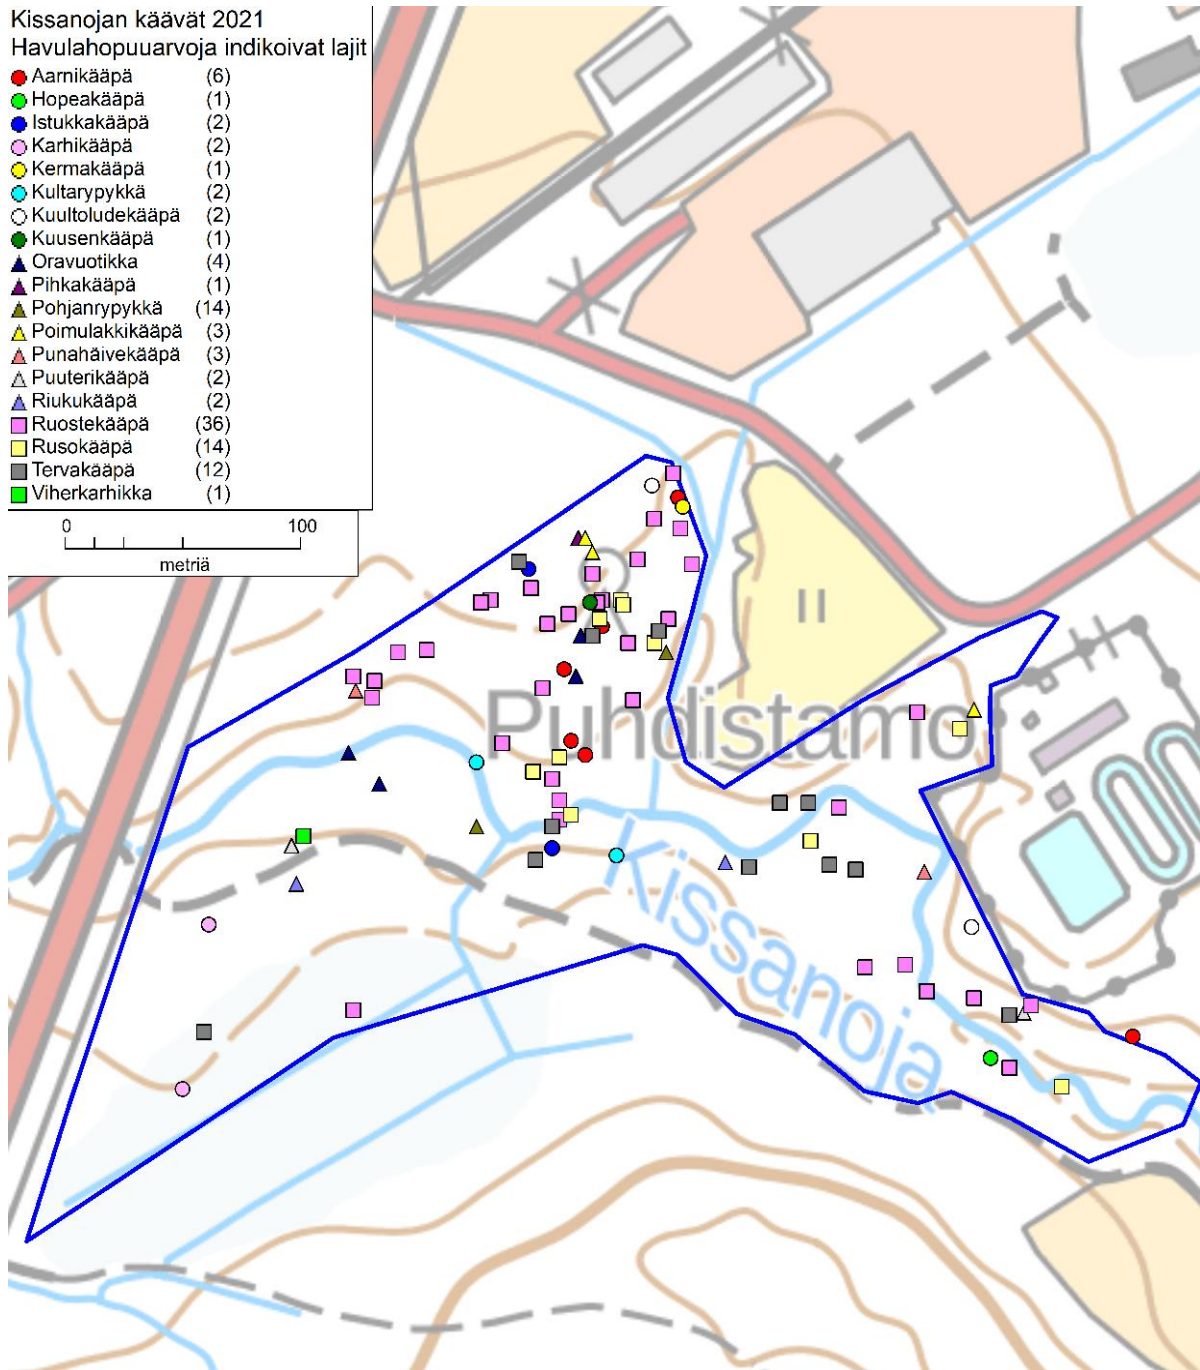 Kissanojan käävät 2021
Havulahopuuarvoja indikoivat lajit
Aarnikääpä (6)
Hopeakääpä (1)
Istukkakääpä (2)
Karhikääpä (2)
Kermakääpä (1)
Kultarypykkä (2)
Kuultoludekääpä (2)
Kuusenkääpä (1)
Oravuotikka (4)
Pihkakääpä (1)
Pohjanrypykkä (14)
Poimulakkikääpä (3)
Punahäivekääpä (3)
Puuterikääpä (2)
Riukukääpä (2)
Ruostekääpä (36)
Rusokääpä (14)
Tervakääpä (12)
Viherkarhikka (1)
0 100
metriä
Puhdistamo
Kissanoja